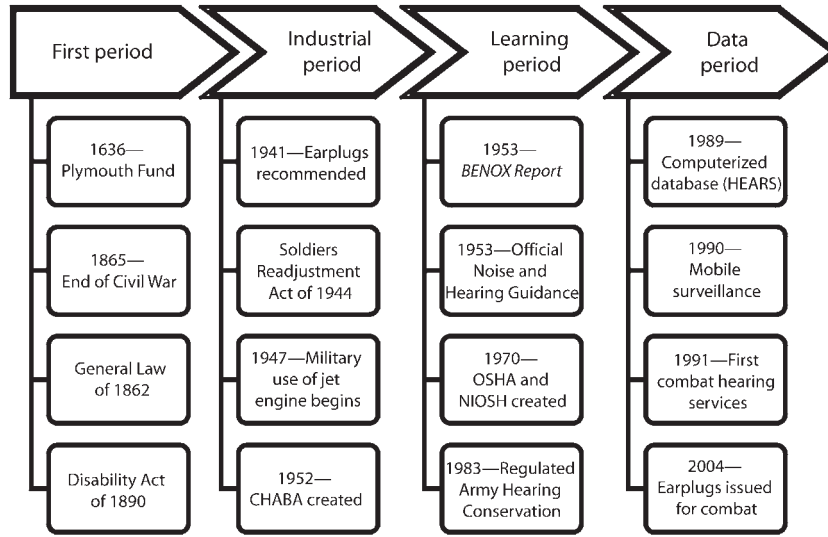 First period
Industrial
period
Learning
period
Data
period
1636—
Plymouth Fund
1865—
End of Civil War
General Law
of 1862
Disability Act
of 1890
1941—Earplugs
recommended
Soldiers
Readjustment
Act of 1944
1947—Military
use of jet
engine begins
1952—
CHABA created
1953—
BENOX Report
1953—Official
Noise and
Hearing Guidance
1970—
OSHA and
NIOSH created
1983—Regulated
Army Hearing
Conservation
1989—
Computerized
database (HEARS)
1990—
Mobile
surveillance
1991—First
combat hearing
services
2004—
Earplugs issued
for combat